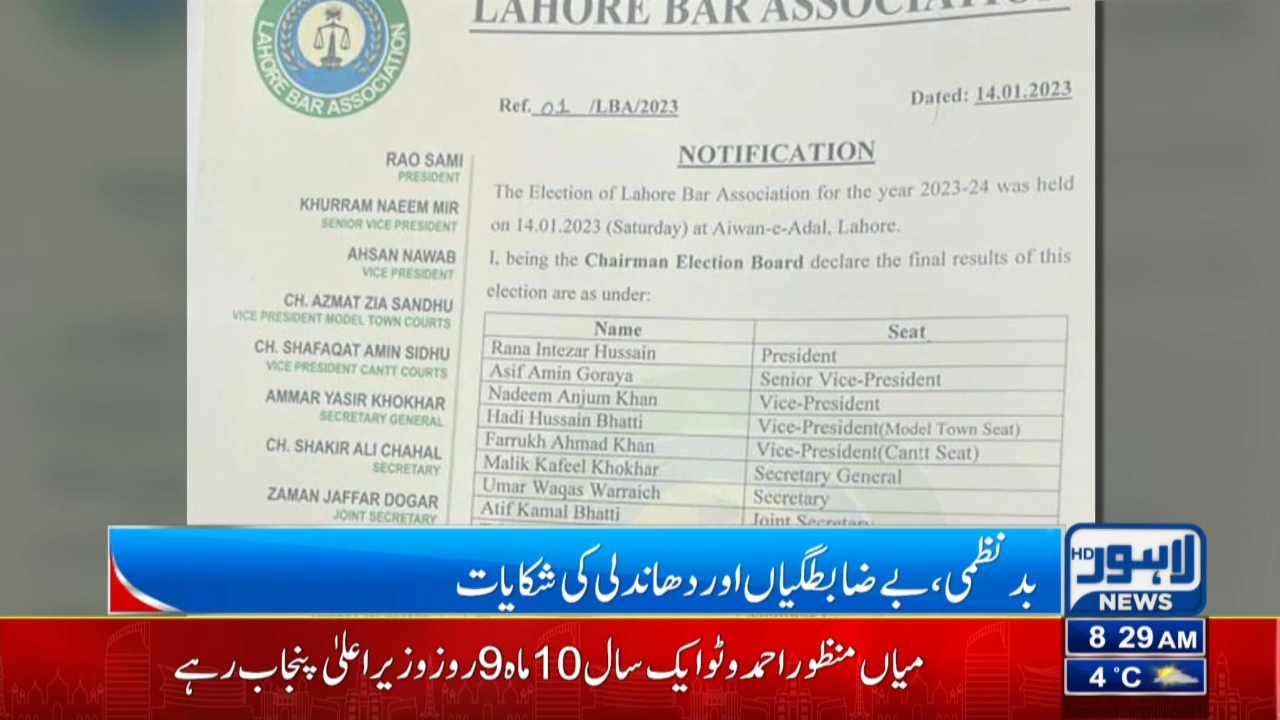 LAHORE BAR ASSOCIATION
LAHORE BAR ASSOCIATION
Ref. 01 /LBA/2023
Dated: 14.01.2023
NOTIFICATION
The Election of Lahore Bar Association for the year 2023-24 was held
on 14.01.2023 (Saturday) at Aiwan-e-Adal, Lahore.
I, being the Chairman Election Board declare the final results of this
election are as under:
Name Seat
Rana Intezar Hussain President
Asif Amin Goraya Senior Vice-President
Nadeem Anjum Khan Vice-President
Hadi Hussain Bhatti Vice-President(Model Town Seat)
Farrukh Ahmad Khan Vice-President(Cantt Seat)
Malik Kafeel Khokhar Secretary General
Umar Waqas Warraich Secretary
Atif Kamal Bhatti Joint Secretary
RAO SAMI
PRESIDENT
KHURRAM NAEEM MIR
SENIOR VICE PRESIDENT
AHSAN NAWAB
VICE PRESIDENT
CH. AZMAT ZIA SANDHU
VICE PRESIDENT MODEL TOWN COURTS
CH. SHAFAQAT AMIN SIDHU
VICE PRESIDENT CANTT COURTS
AMMAR YASIR KHOKHAR
SECRETARY GENERAL
CH. SHAKIR ALI CHAHAL
SECRETARY
ZAMAN JAFFAR DOGAR
JOINT SECRETARY
بدنظمی، بے ضابطگیاں اور دھاندلی کی شکایات
HD لاہور
NEWS
8 29 AM
4 °C
میاں منظور احمد وٹو ایک سال 10 ماہ 9 روز وزیر اعلیٰ پنجاب رہے